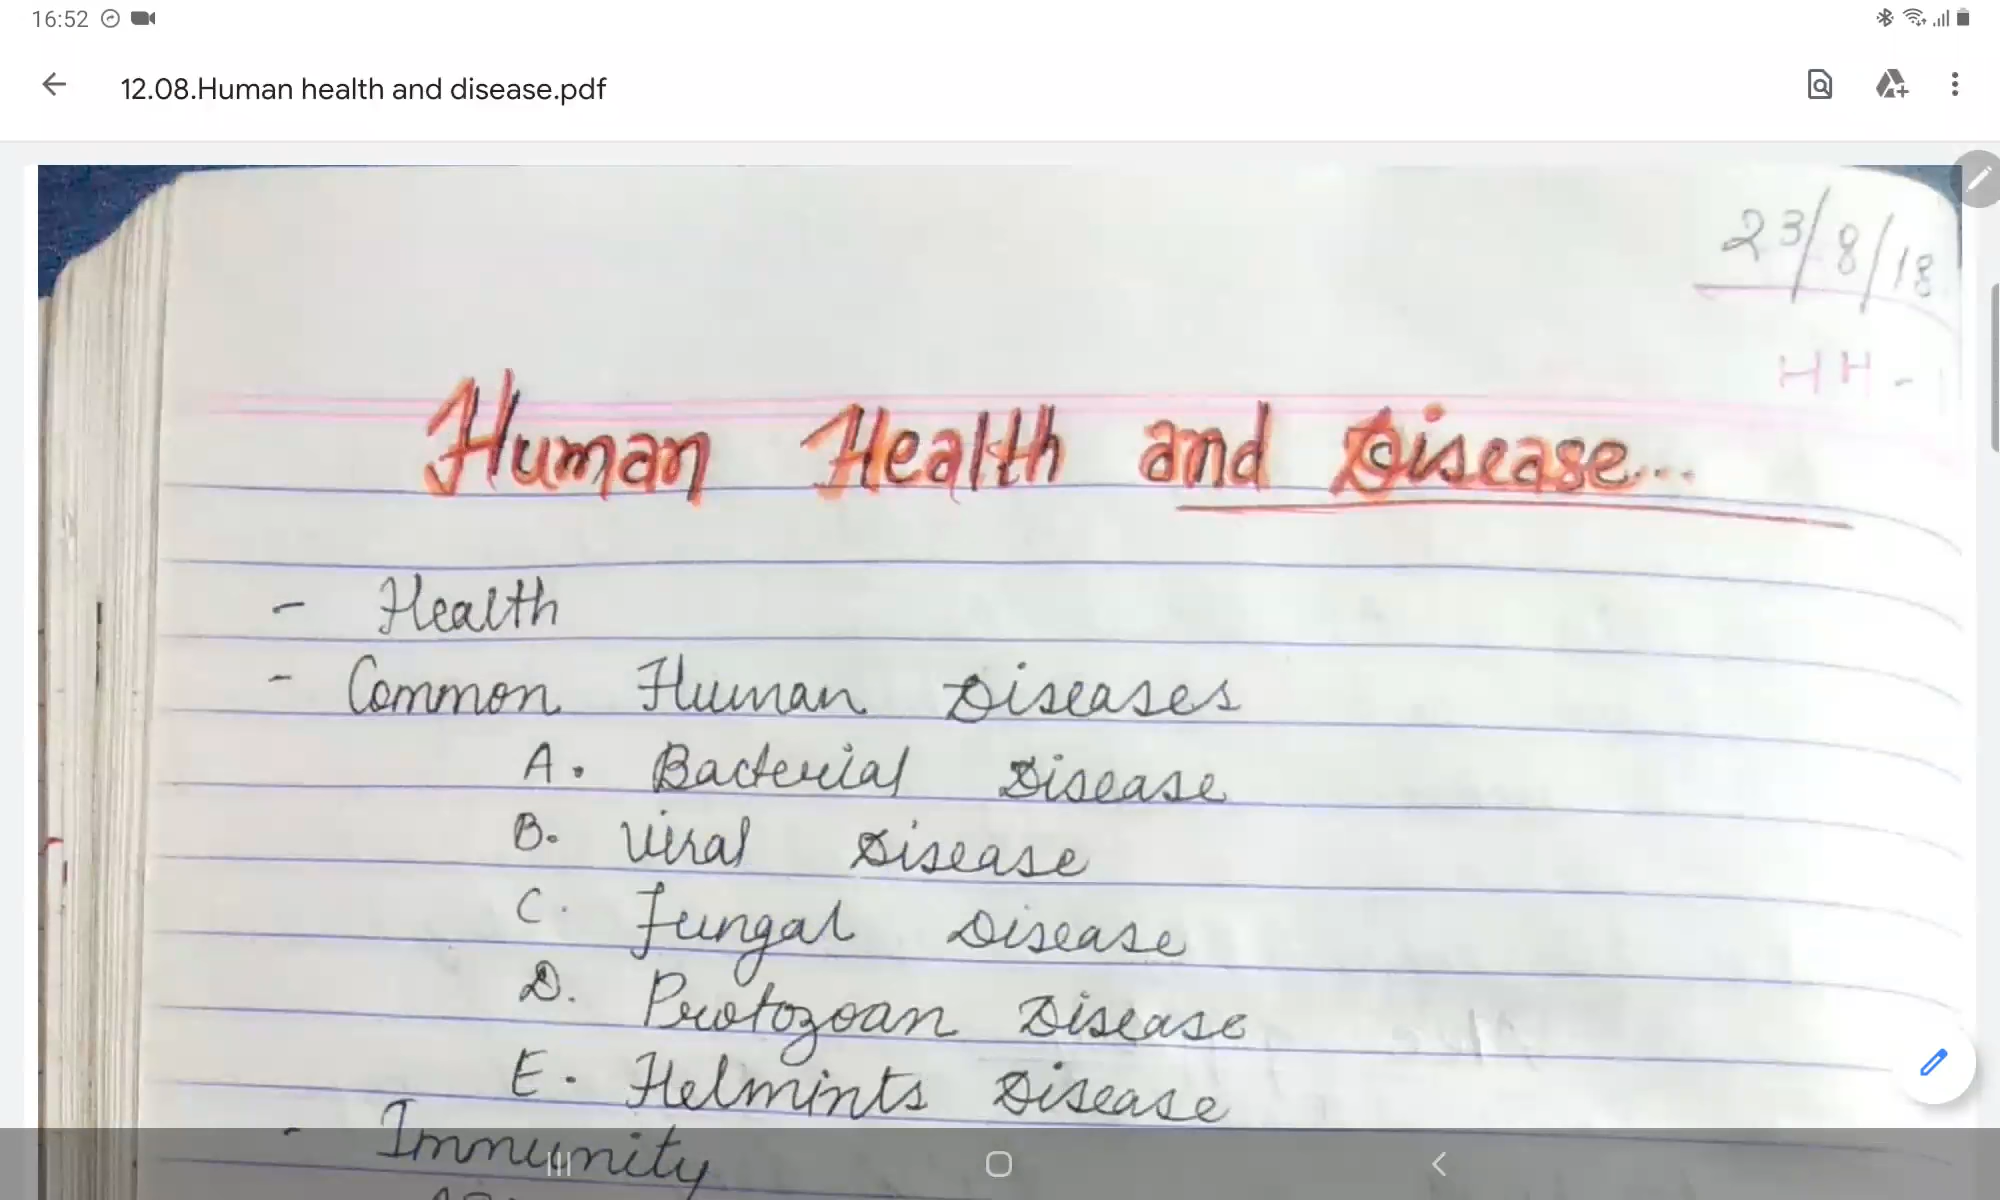 16:52
12.08.Human health and disease.pdf
23/8/18
HH-1
Human Health and Disease...
- Health
- Common Human Diseases
A. Bacterial Disease
B. Viral Disease
C. Fungal Disease
D. Protozoan Disease
E. Helmints Disease
- Immunity